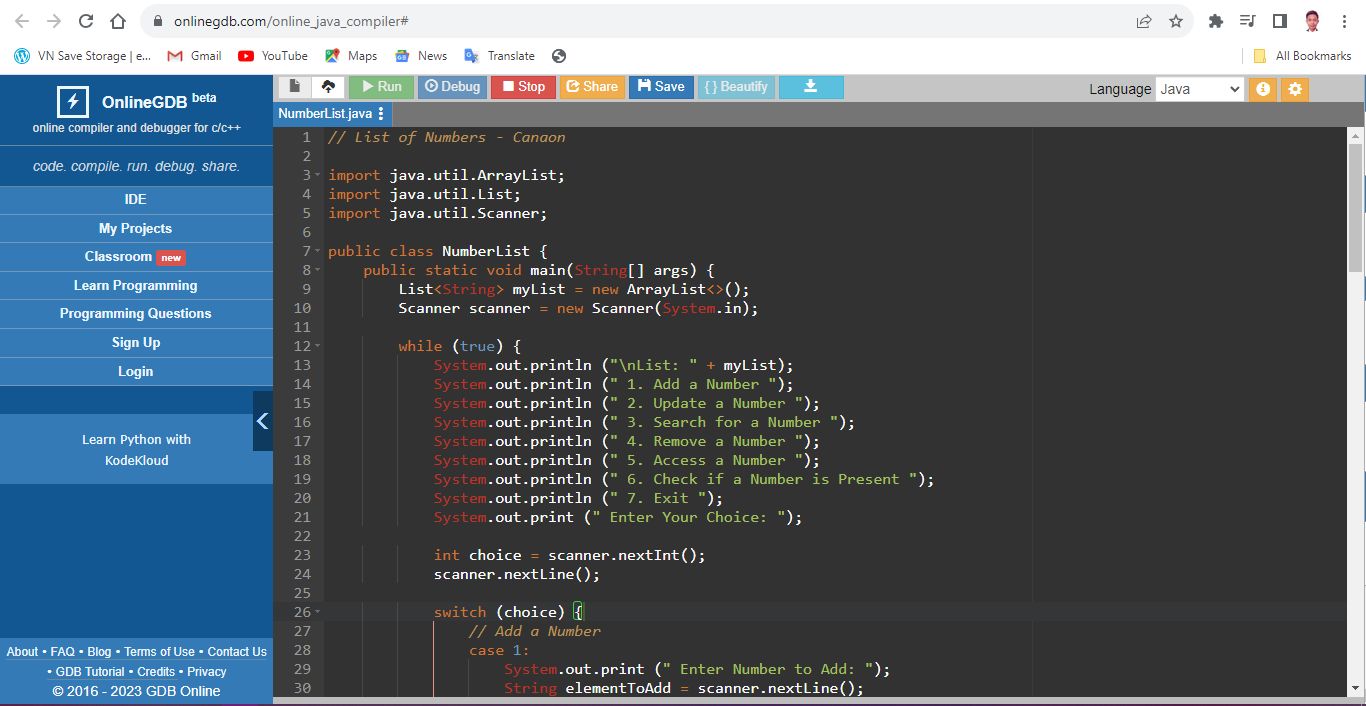 onlinegdb.com/online_java_compiler#
VN Save Storage | e... Gmail YouTube Maps News Translate All Bookmarks
OnlineGDB beta
online compiler and debugger for c/c++
code. compile. run. debug. share.
IDE
My Projects
Classroom new
Learn Programming
Programming Questions
Sign Up
Login
Learn Python with
KodeKloud
About • FAQ • Blog • Terms of Use • Contact Us
• GDB Tutorial • Credits • Privacy
© 2016 - 2023 GDB Online
Run Debug Stop Share Save { } Beautify Language Java
NumberList.java
1 // List of Numbers - Canaon
2
3 import java.util.ArrayList;
4 import java.util.List;
5 import java.util.Scanner;
6
7 public class NumberList {
8 public static void main(String[] args) {
9 List<String> myList = new ArrayList<>();
10 Scanner scanner = new Scanner(System.in);
11
12 while (true) {
13 System.out.println ("\nList: " + myList);
14 System.out.println (" 1. Add a Number ");
15 System.out.println (" 2. Update a Number ");
16 System.out.println (" 3. Search for a Number ");
17 System.out.println (" 4. Remove a Number ");
18 System.out.println (" 5. Access a Number ");
19 System.out.println (" 6. Check if a Number is Present ");
20 System.out.println (" 7. Exit ");
21 System.out.print (" Enter Your Choice: ");
22
23 int choice = scanner.nextInt();
24 scanner.nextLine();
25
26 switch (choice) {
27 // Add a Number
28 case 1:
29 System.out.print (" Enter Number to Add: ");
30 String elementToAdd = scanner.nextLine();